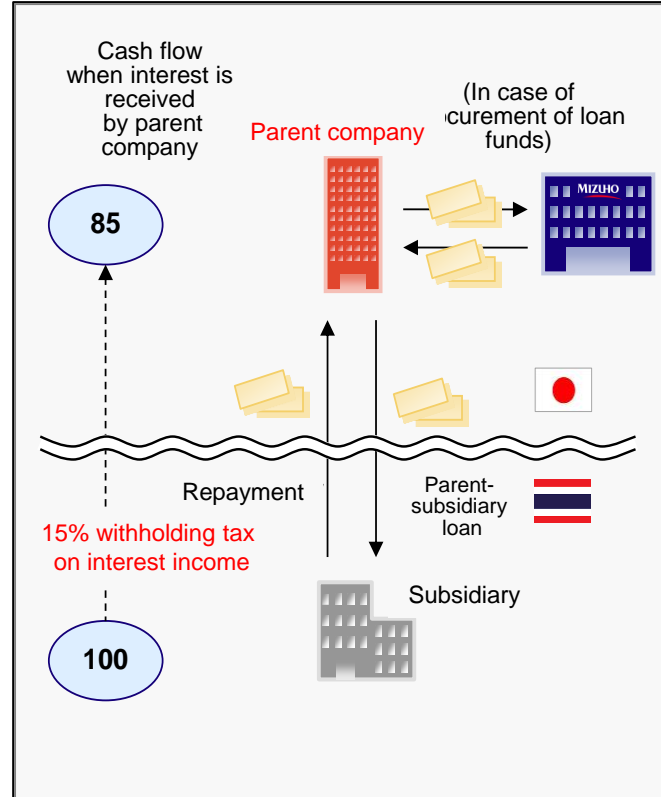 Cash flow
when interest is
received
by parent
company
(In case of
ocurement of loan
funds)
Parent company
MIZUHO
85
Repayment
Parent-
subsidiary
loan
15% withholding tax
on interest income
Subsidiary
100